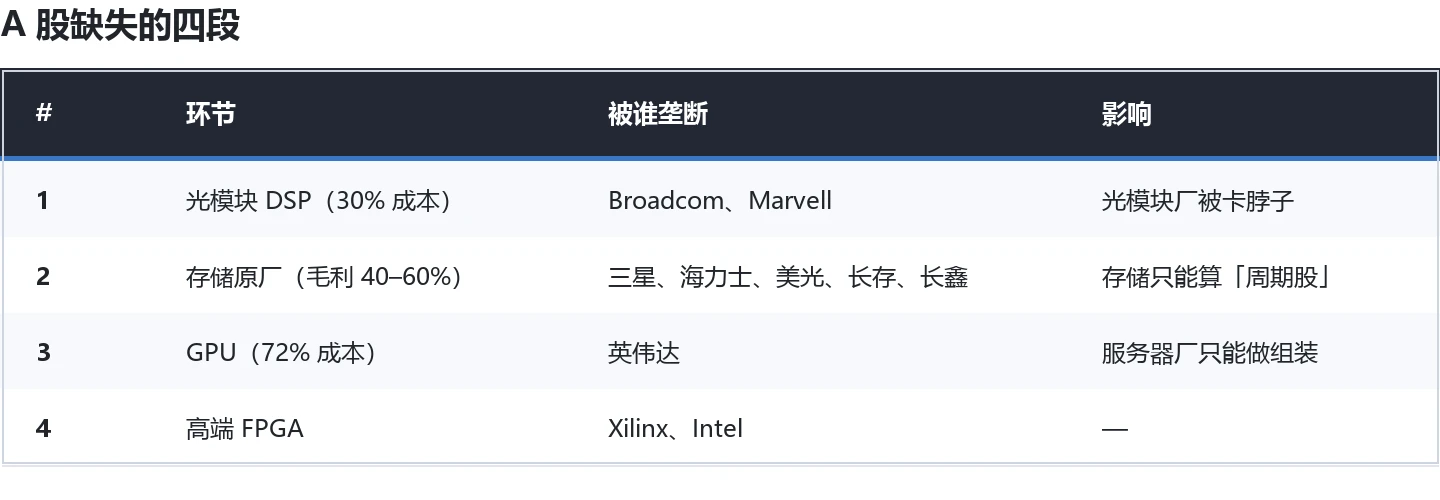 A 股缺失的四段
# 环节 被谁垄断 影响
1 光模块 DSP（30% 成本） Broadcom、Marvell 光模块厂被卡脖子
2 存储原厂（毛利 40–60%） 三星、海力士、美光、长存、长鑫 存储只能算「周期股」
3 GPU（72% 成本） 英伟达 服务器厂只能做组装
4 高端 FPGA Xilinx、Intel —